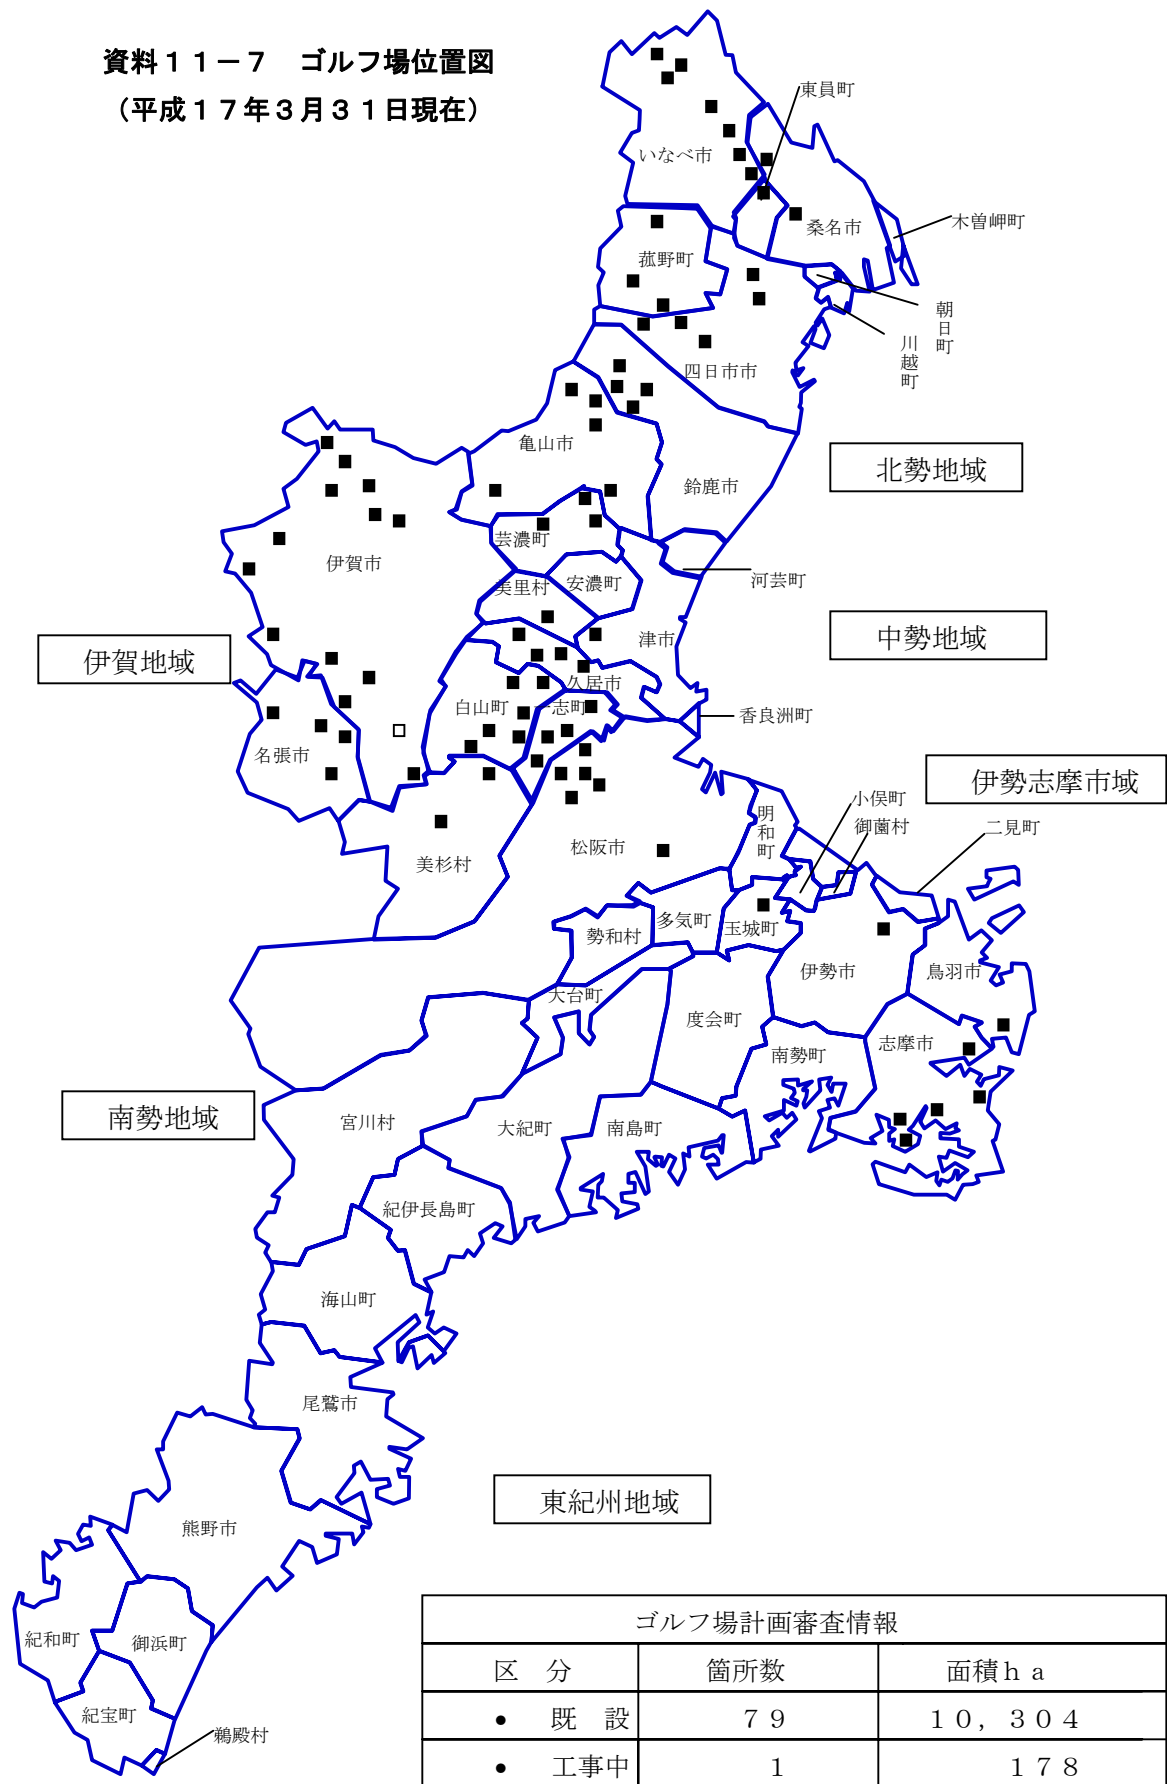 資料１１－７　ゴルフ場位置図
（平成１７年３月３１日現在）
東員町
いなべ市
桑名市
木曽岬町
菰野町
朝日町
川越町
四日市市
亀山市
北勢地域
鈴鹿市
芸濃町
伊賀市
河芸町
美里村
安濃町
中勢地域
津市
伊賀地域
久居市
白山町
一志町
香良洲町
名張市
伊勢志摩市域
小俣町
明和町
御薗村
二見町
松阪市
美杉村
多気町
玉城町
勢和村
伊勢市
鳥羽市
大台町
度会町
志摩市
南勢町
南勢地域
宮川村
大紀町
南島町
紀伊長島町
海山町
尾鷲市
東紀州地域
熊野市
紀和町
御浜町
紀宝町
鵜殿村
ゴルフ場計画審査情報
区　分　箇所数　面積ｈａ
•　既　設　７９　１０，３０４
•　工事中　１　１７８